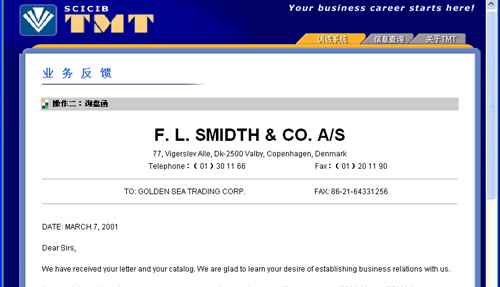 SCICIB
TMT
Your business career starts here!
训练系统 信息查询 关于TMT
业务反馈
操作二：询盘函
F. L. SMIDTH & CO. A/S
77, Vigerslev Alle, Dk-2500 Valby, Copenhagen, Denmark
Telephone：( 01 ) 30 11 66 Fax：( 01 ) 20 11 90
TO: GOLDEN SEA TRADING CORP. FAX: 86-21-64331256
DATE: MARCH 7, 2001
Dear Sirs,
We have received your letter and your catalog. We are glad to learn your desire of establishing business relations with us.